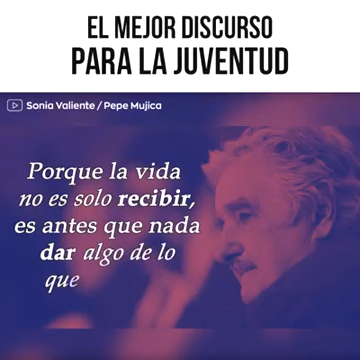 EL MEJOR DISCURSO
PARA LA JUVENTUD
Sonia Valiente / Pepe Mujica
Porque la vida
no es solo recibir,
es antes que nada
dar algo de lo
que